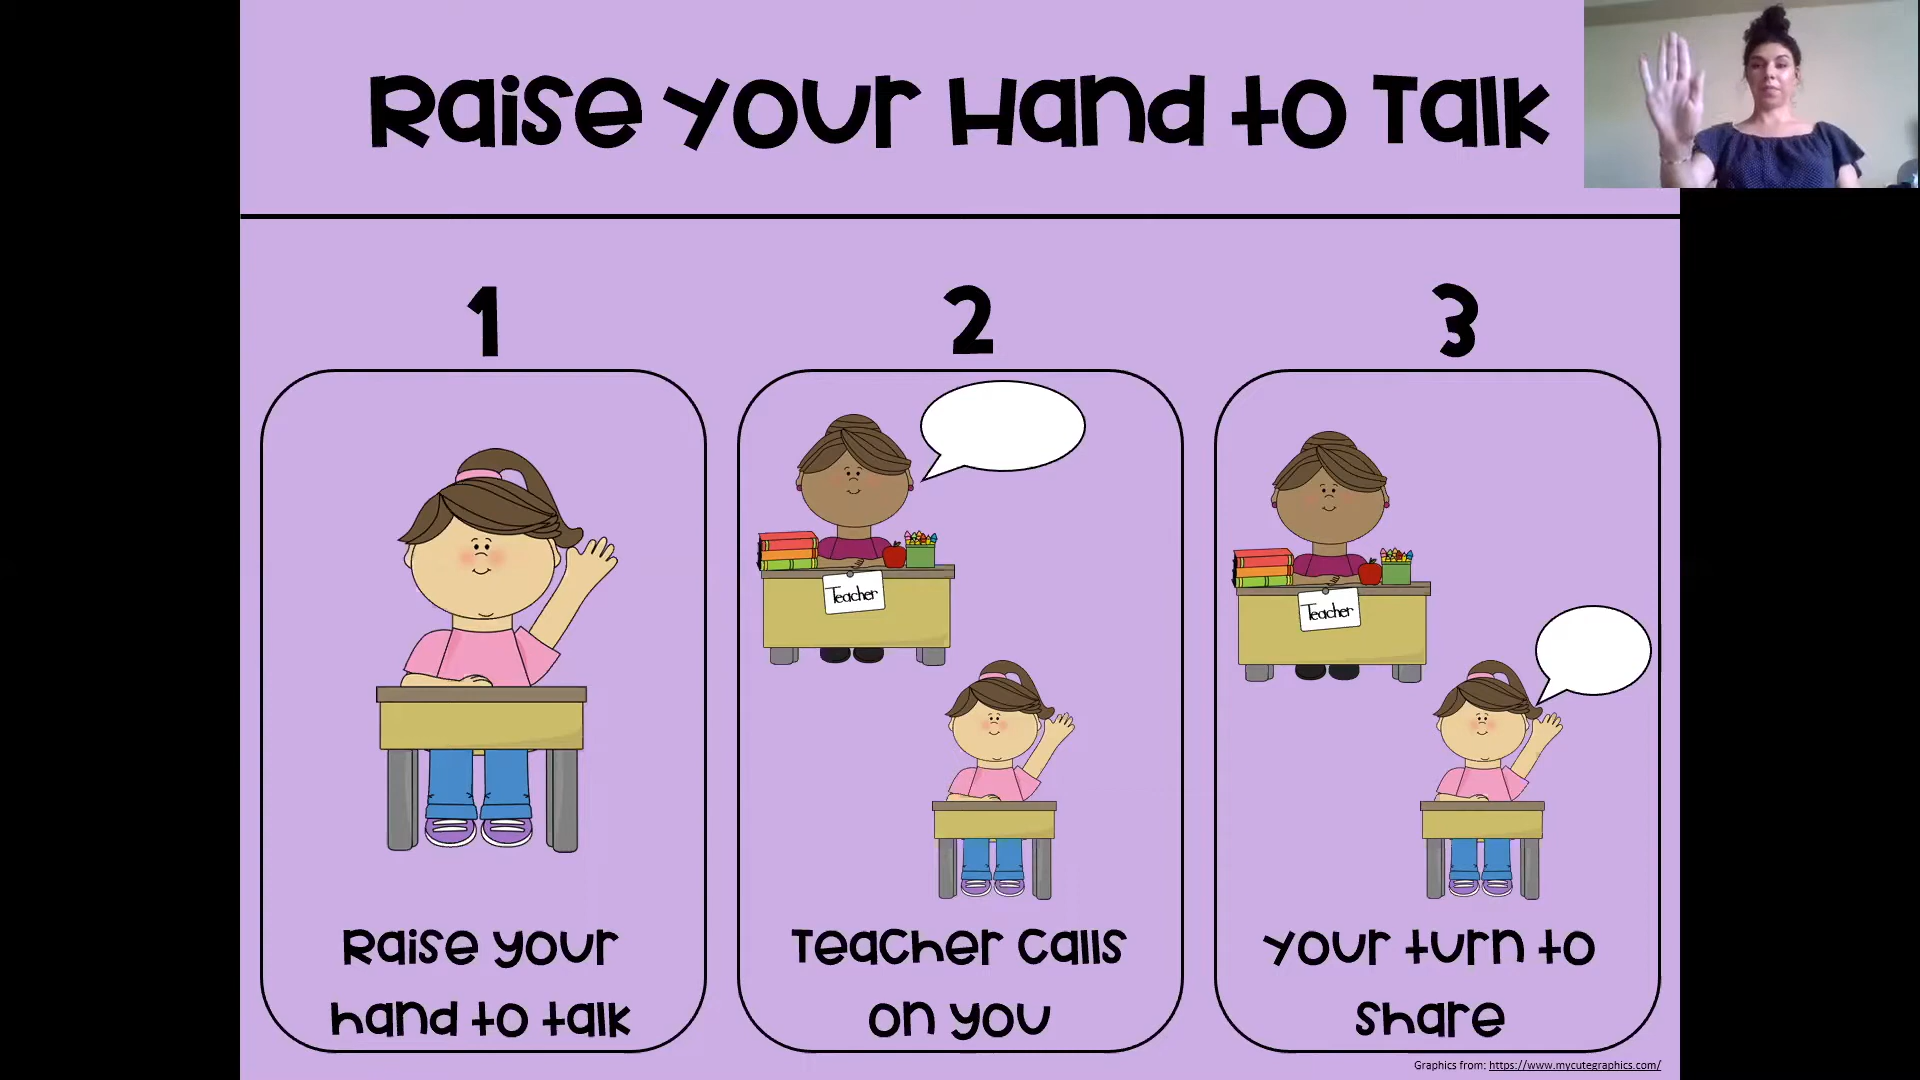 Raise Your Hand to Talk
1
2
3
Teacher
Teacher
Raise your
hand to talk
Teacher calls
on you
Your turn to
share
Graphics from: https://www.mycutegraphics.com/